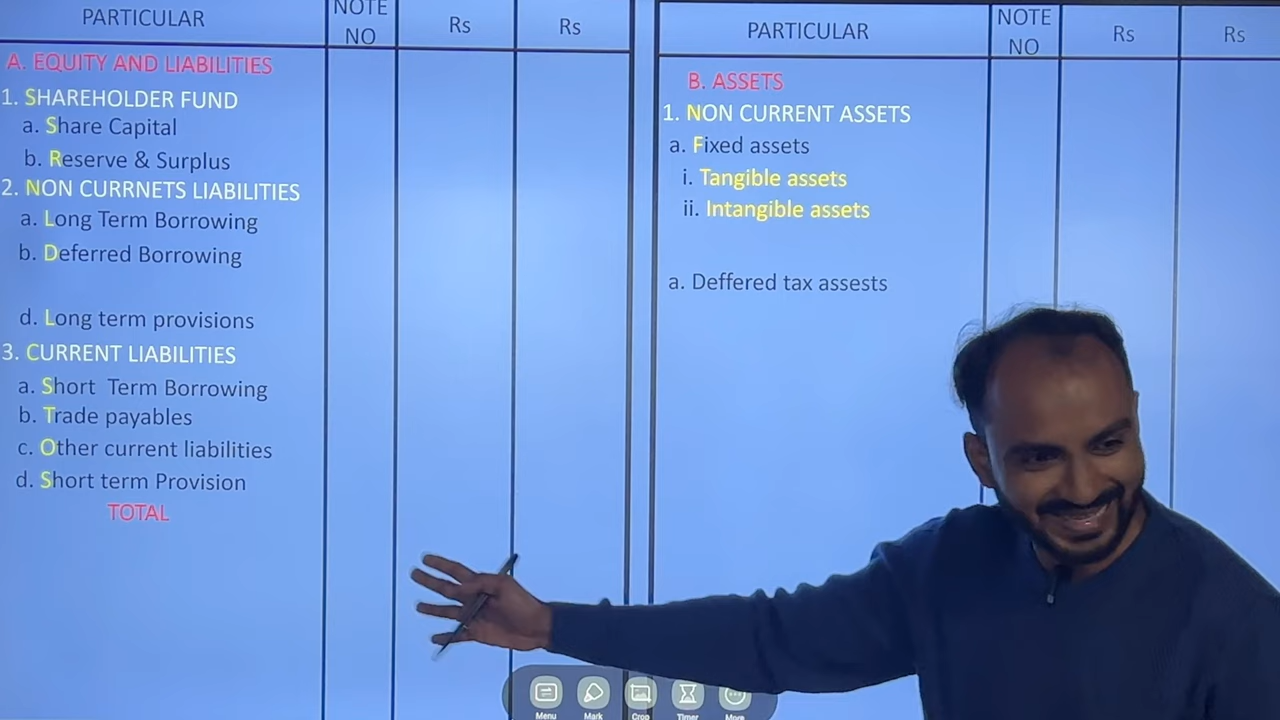 PARTICULAR
NOTE
NO
Rs
Rs
A. EQUITY AND LIABILITIES
1. SHAREHOLDER FUND
a. Share Capital
b. Reserve & Surplus
2. NON CURRNETS LIABILITIES
a. Long Term Borrowing
b. Deferred Borrowing
d. Long term provisions
3. CURRENT LIABILITIES
a. Short Term Borrowing
b. Trade payables
c. Other current liabilities
d. Short term Provision
TOTAL
PARTICULAR
NOTE
NO
Rs
Rs
B. ASSETS
1. NON CURRENT ASSETS
a. Fixed assets
i. Tangible assets
ii. Intangible assets
a. Deffered tax assests
Menu
Mark
Crop
Timer
More